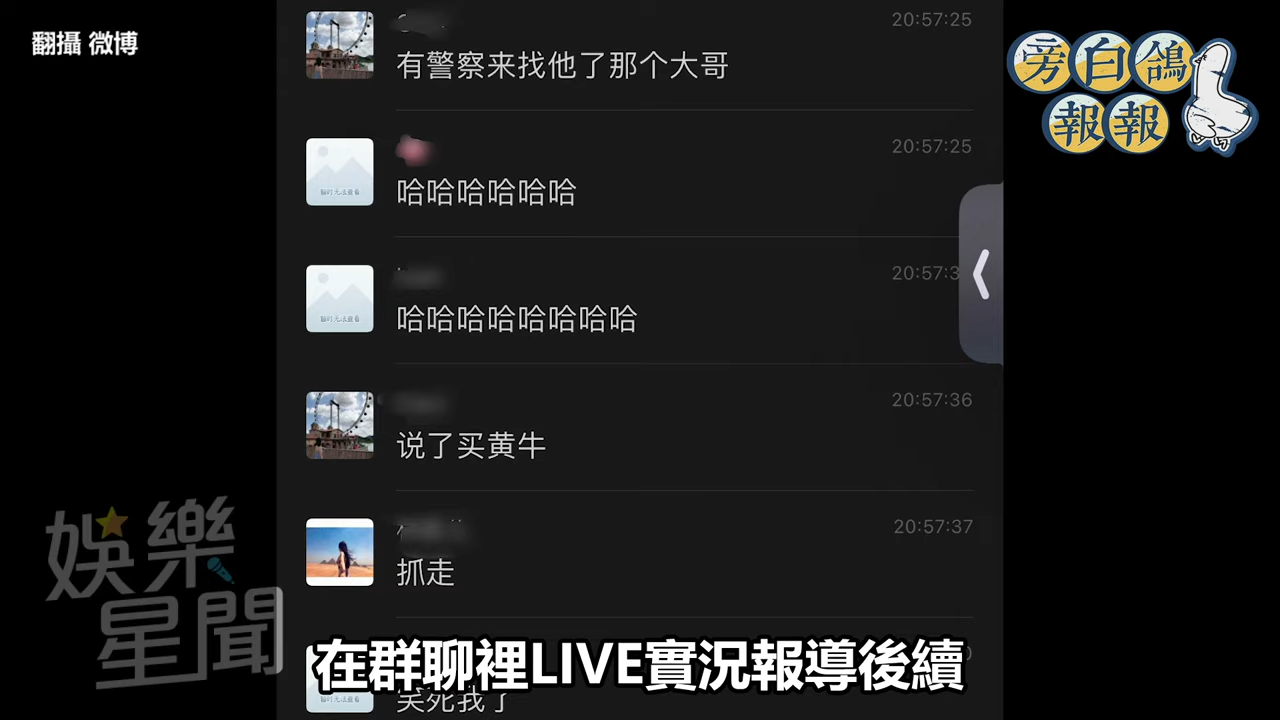 翻攝 微博
旁白鴿
報報
20:57:25
有警察来找他了那个大哥
20:57:25
哈哈哈哈哈哈
哈哈哈哈哈哈哈哈
20:57:36
说了买黄牛
20:57:37
抓走
娛樂
星聞
在群聊裡LIVE實況報導後續
笑死我了